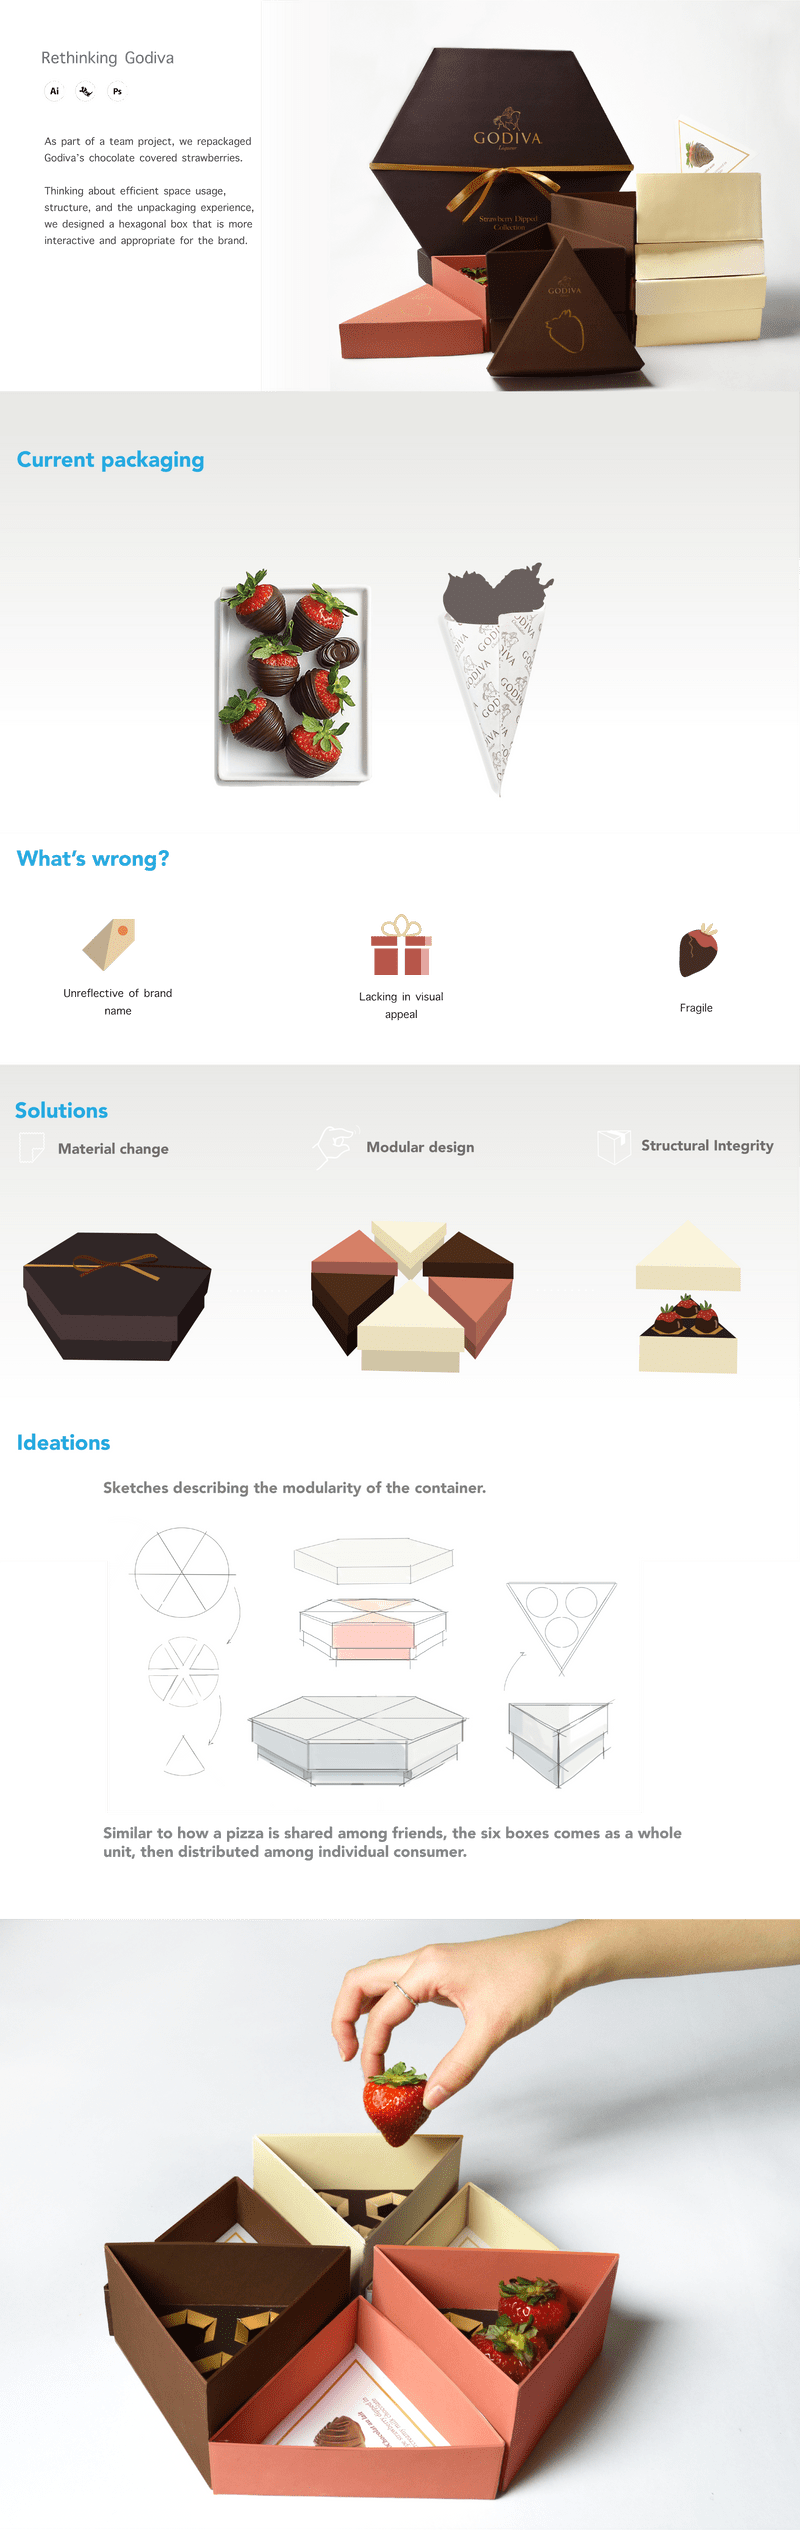 Rethinking Godiva
Ai
Ps
As part of a team project, we repackaged
Godiva's chocolate covered strawberries.
Thinking about efficient space usage,
structure, and the unpackaging experience,
we designed a hexagonal box that is more
interactive and appropriate for the brand.
GODIVA
Strawberry Dipped
Collection
GODIVA
Current packaging
GODIVA
GODIVA
GODIVA
What's wrong?
Unreflective of brand
name
Lacking in visual
appeal
Fragile
Solutions
Material change
Modular design
Structural Integrity
Ideations
Sketches describing the modularity of the container.
Similar to how a pizza is shared among friends, the six boxes comes as a whole
unit, then distributed among individual consumer.